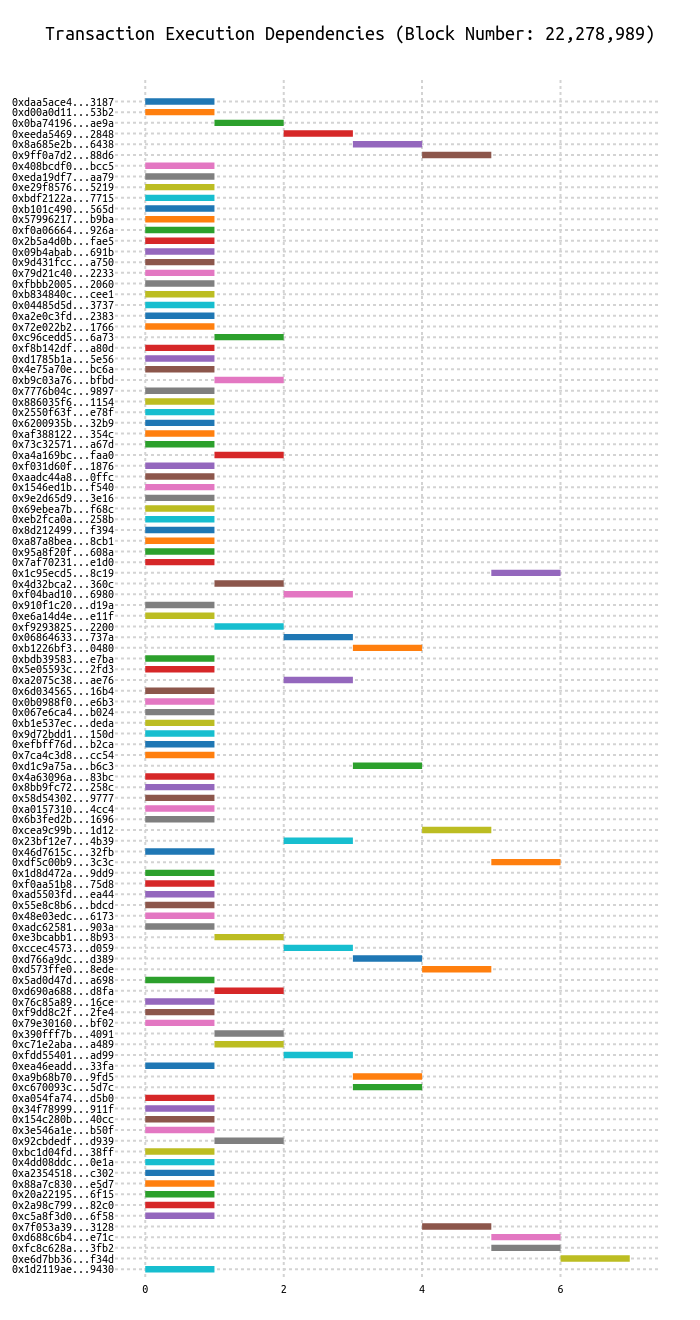 Transaction Execution Dependencies (Block Number: 22,278,989)
0xdaa5ace4...3187
0xd00a0d11...53b2
0x0ba74196...ae9a
0xeeda5469...2848
0x8a685e2b...6438
0x9ff0a7d2...88d6
0x408bcdf0...bcc5
0xeda19df7...aa79
0xe29f8576...5219
0xbdf2122a...7715
0xb101c490...565d
0x57996217...b9ba
0xf0a06664...926a
0x2b5a4d0b...fae5
0x09b4abab...691b
0x9d431fcc...a750
0x79d21c40...2233
0xfbbb2005...2060
0xb834840c...cee1
0x04485d5d...3737
0xa2e0c3fd...2383
0x72e022b2...1766
0xc96cedd5...6a73
0xf8b142df...a80d
0xd1785b1a...5e56
0x4e75a70e...bc6a
0xb9c03a76...bfbd
0x7776b04c...9897
0x886035f6...1154
0x2550f63f...e78f
0x6200935b...32b9
0xaf388122...354c
0x73c32571...a67d
0xa4a169bc...faa0
0xf031d60f...1876
0xaadc44a8...0ffc
0x1546ed1b...f540
0x9e2d65d9...3e16
0x69ebea7b...f68c
0xeb2fca0a...258b
0x8d212499...f394
0xa87a8bea...8cb1
0x95a8f20f...608a
0x7af70231...e1d0
0x1c95ecd5...8c19
0x4d32bca2...360c
0xf04bad10...6980
0x910f1c20...d19a
0xe6a14d4e...e11f
0xf9293825...2200
0x06864633...737a
0xb1226bf3...0480
0xbdb39583...e7ba
0x5e05593c...2fd3
0xa2075c38...ae76
0x6d034565...16b4
0x0b0988f0...e6b3
0x067e6ca4...b024
0xb1e537ec...deda
0x9d72bdd1...150d
0xefbff76d...b2ca
0x7ca4c3d8...cc54
0xd1c9a75a...b6c3
0x4a63096a...83bc
0x8bb9fc72...258c
0x58d54302...9777
0xa0157310...4cc4
0x6b3fed2b...1696
0xcea9c99b...1d12
0x23bf12e7...4b39
0x46d7615c...32fb
0xdf5c00b9...3c3c
0x1d8d472a...9dd9
0xf0aa51b8...75d8
0xad5503fd...ea44
0x55e8c8b6...bdcd
0x48e03edc...6173
0xadc62581...903a
0xe3bcabb1...8b93
0xccec4573...d059
0xd766a9dc...d389
0xd573ffe0...8ede
0x5ad0d47d...a698
0xd690a688...d8fa
0x76c85a89...16ce
0xf9dd8c2f...2fe4
0x79e30160...bf02
0x390fff7b...4091
0xc71e2aba...a489
0xfdd55401...ad99
0xea46eadd...33fa
0xa9b68b70...9fd5
0xc670093c...5d7c
0xa054fa74...d5b0
0x34f78999...911f
0x154c280b...40cc
0x3e546a1e...b50f
0x92cbdedf...d939
0xbc1d04fd...38ff
0x4dd08ddc...0e1a
0xa2354518...c302
0x88a7c830...e5d7
0x20a22195...6f15
0x2a98c799...82c0
0xc5a8f3d0...6f58
0x7f053a39...3128
0xd688c6b4...e71c
0xfc8c628a...3fb2
0xe6d7bb36...f34d
0x1d2119ae...9430
0 2 4 6